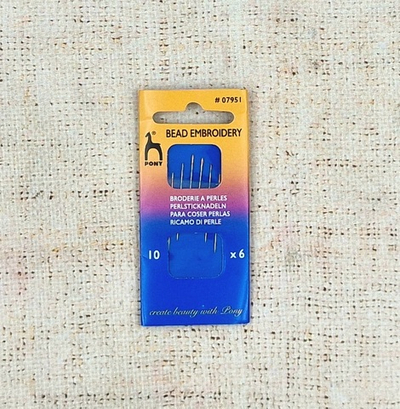 # 07951
BEAD EMBROIDERY
PONY
BRODERIE A PERLES
PERLSTICKNADELN
PARA COSER PERLAS
RICAMO DI PERLE
10 x 6
create beauty with Pony